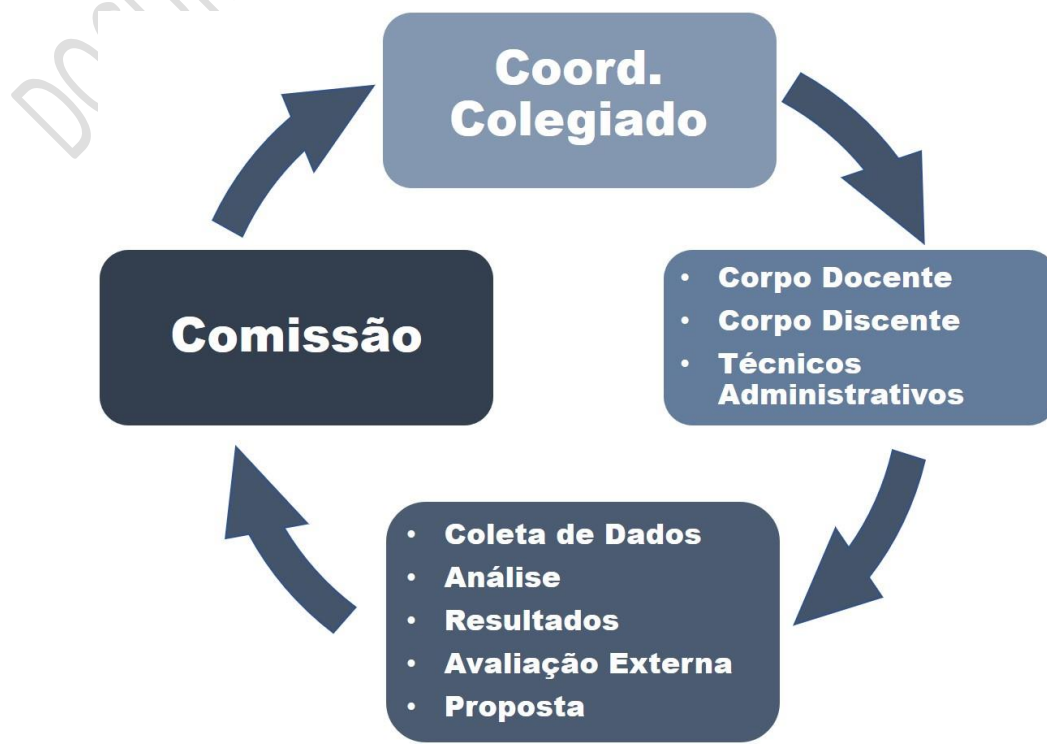 Coord.
Colegiado
• Corpo Docente
• Corpo Discente
• Técnicos
Administrativos
• Coleta de Dados
• Análise
• Resultados
• Avaliação Externa
• Proposta
Comissão